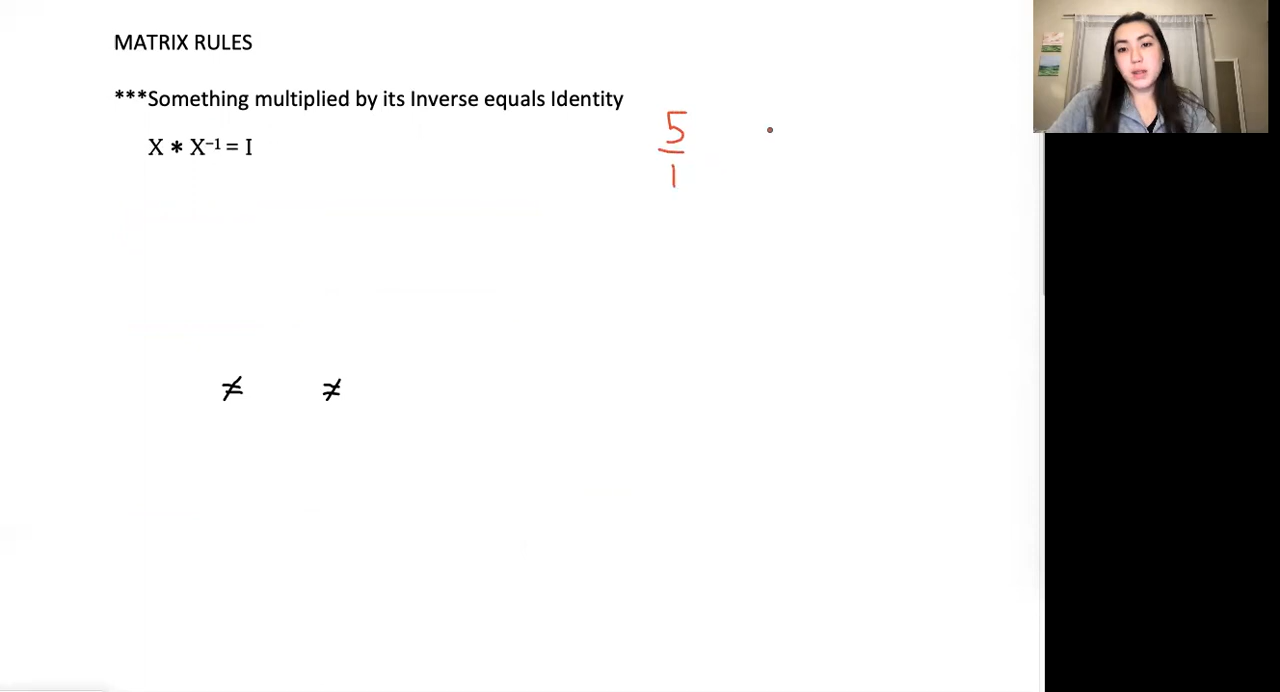 MATRIX RULES
***Something multiplied by its Inverse equals Identity
X * X⁻¹ = I
5
1
≠ ≠